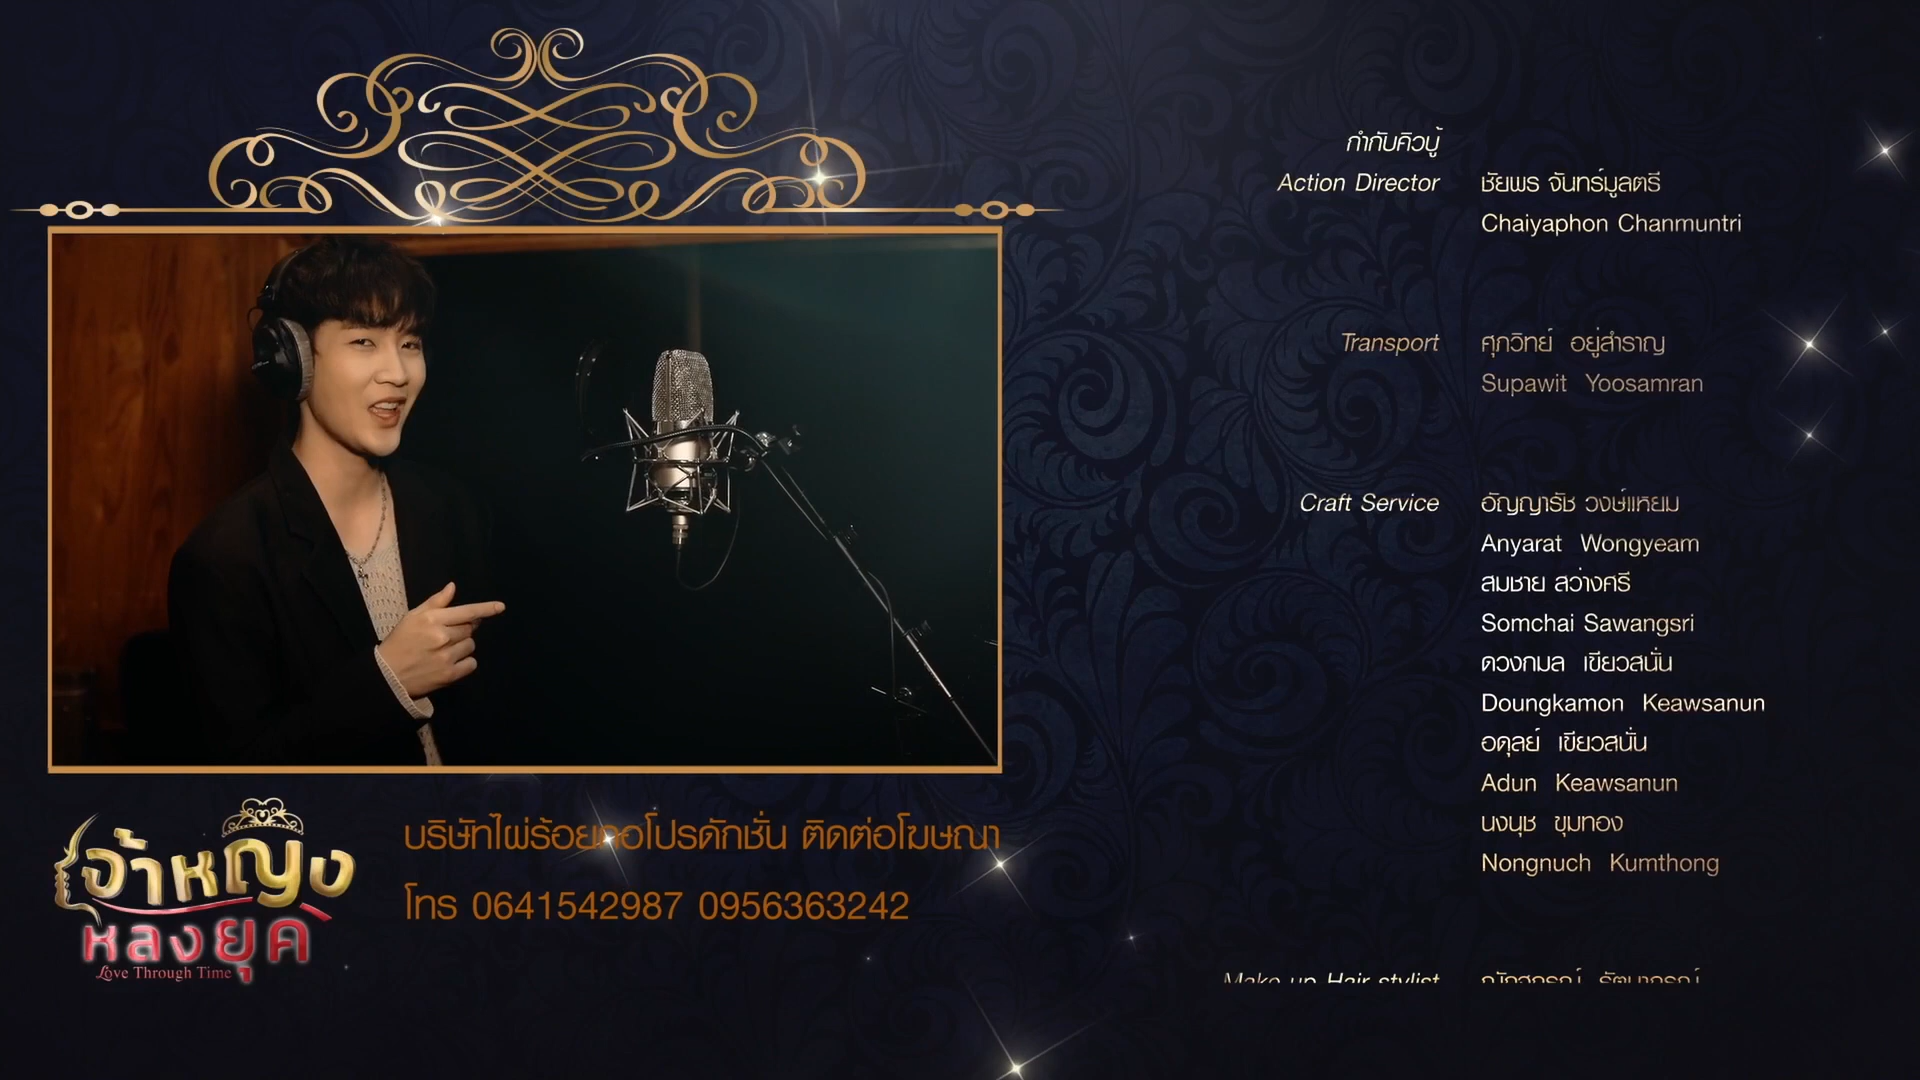 กำกับคิวบู้
Action Director
ชัยพร จันทร์มูลตรี
Chaiyaphon Chanmuntri
Transport
ศุภวิทย์ อยู่สำราญ
Supawit Yoosamran
Craft Service
อัญญารัช วงษ์แหยม
Anyarat Wongyeam
สมชาย สว่างศรี
Somchai Sawangsri
ดวงกมล เขียวสนั่น
Doungkamon Keawsanun
อดุลย์ เขียวสนั่น
Adun Keawsanun
นงนุช ขุมทอง
Nongnuch Kumthong
Make up Hair stylist
เจ้าหญิง
หลงยุค
Love Through Time
บริษัทไผ่ร้อยกอโปรดักชั่น ติดต่อโฆษณา
โทร 0641542987 0956363242